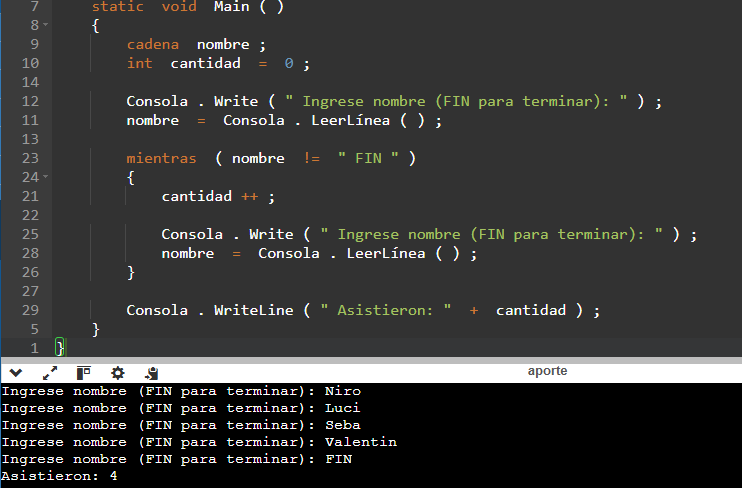 7 static void Main ( )
8 {
9 cadena nombre ;
10 int cantidad = 0 ;
14
12 Consola . Write ( " Ingrese nombre (FIN para terminar): " ) ;
11 nombre = Consola . LeerLínea ( ) ;
13
23 mientras ( nombre != " FIN " )
24 {
21 cantidad ++ ;
22
25 Consola . Write ( " Ingrese nombre (FIN para terminar): " ) ;
28 nombre = Consola . LeerLínea ( ) ;
26 }
27
29 Consola . WriteLine ( " Asistieron: " + cantidad ) ;
5 }
1 }
aporte
Ingrese nombre (FIN para terminar): Niro
Ingrese nombre (FIN para terminar): Luci
Ingrese nombre (FIN para terminar): Seba
Ingrese nombre (FIN para terminar): Valentin
Ingrese nombre (FIN para terminar): FIN
Asistieron: 4